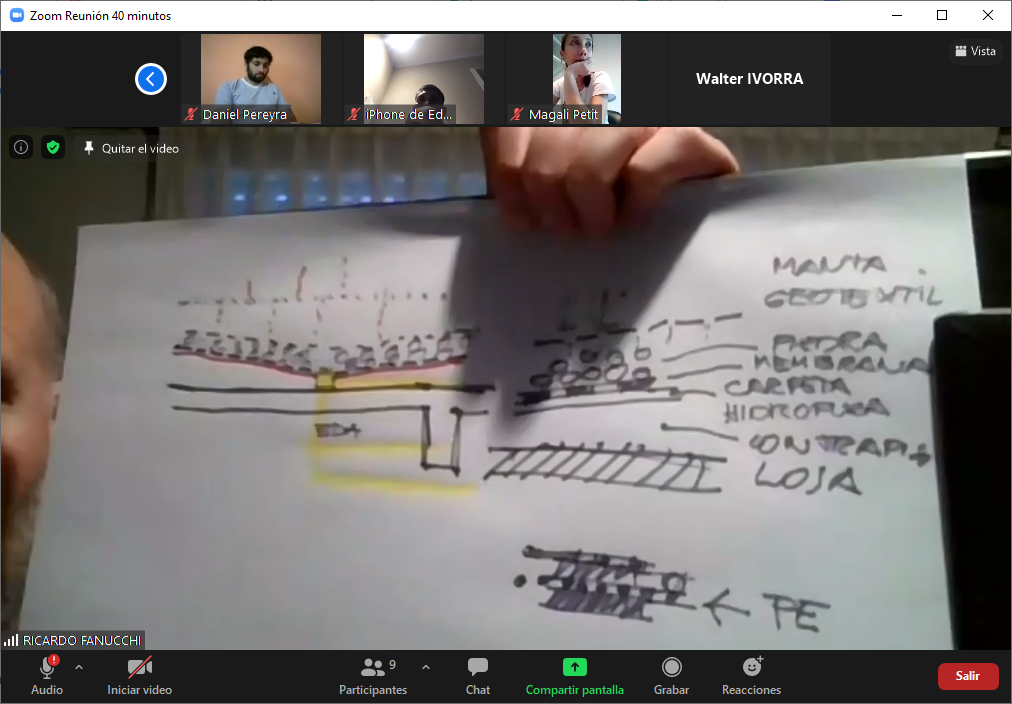 Zoom Reunión 40 minutos
Vista
Daniel Pereyra
iPhone de Ed...
Magali Petit
Walter IVORRA
Quitar el video
MANTA
GEOTEXTIL
PIEDRA
MEMBRANA
CARPETA
HIDROFUGA
CONTRAPISO
LOSA
← PE
RICARDO FANUCCHI
Audio
Iniciar video
Participantes
9
Chat
Compartir pantalla
Grabar
Reacciones
Salir